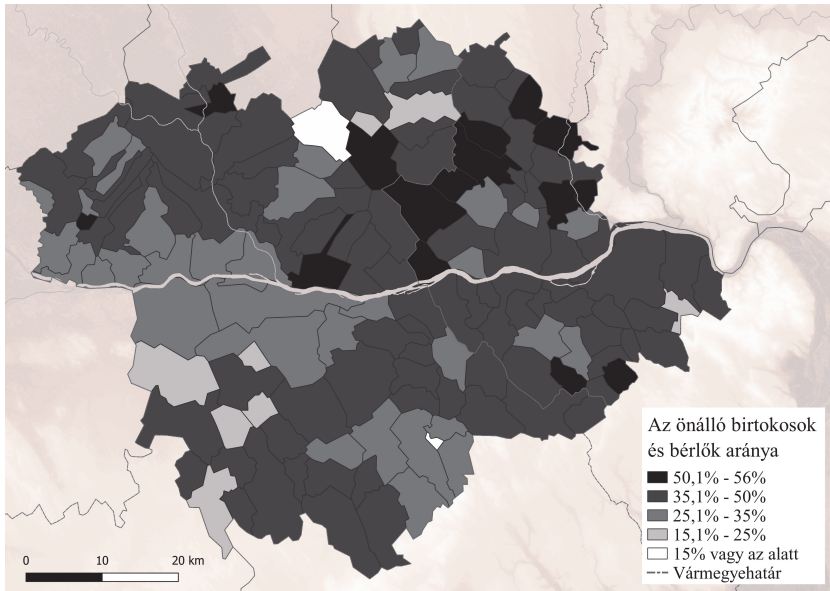 Az önálló birtokosok
és bérlők aránya
50,1% - 56%
35,1% - 50%
25,1% - 35%
15,1% - 25%
15% vagy az alatt
Vármegyehatár
0 10 20 km